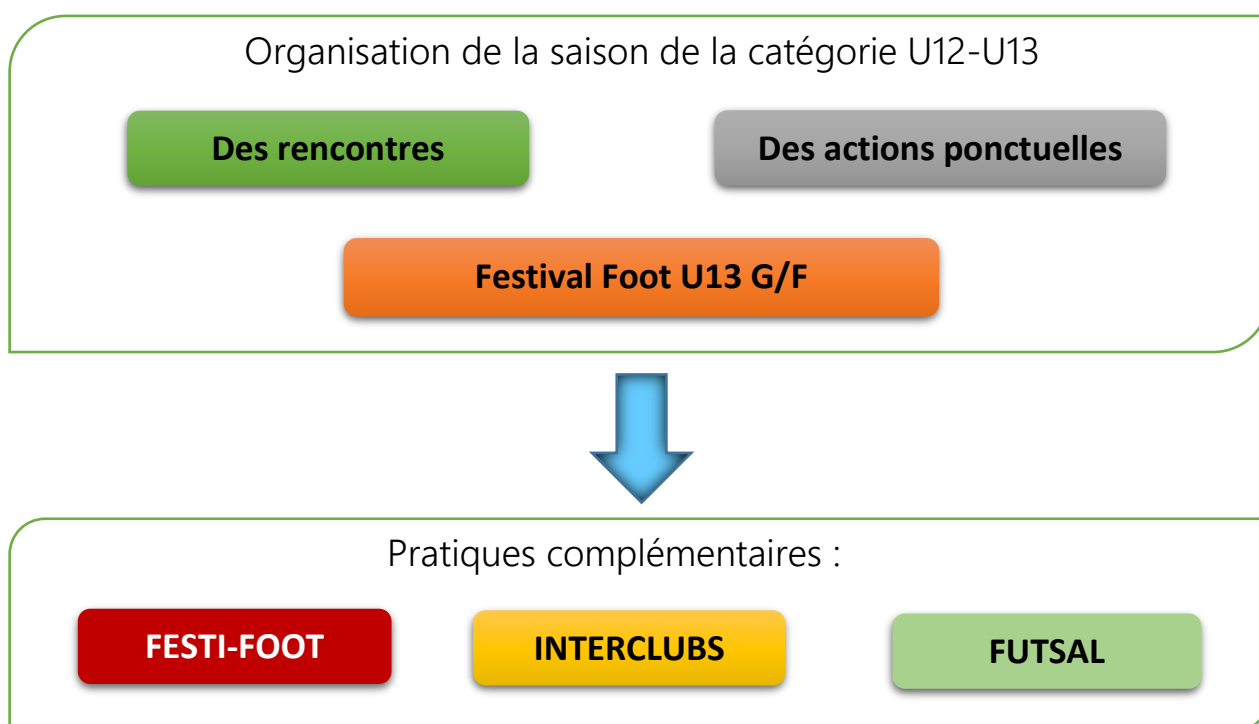 Organisation de la saison de la catégorie U12-U13
Des rencontres
Des actions ponctuelles
Festival Foot U13 G/F
Pratiques complémentaires :
FESTI-FOOT
INTERCLUBS
FUTSAL